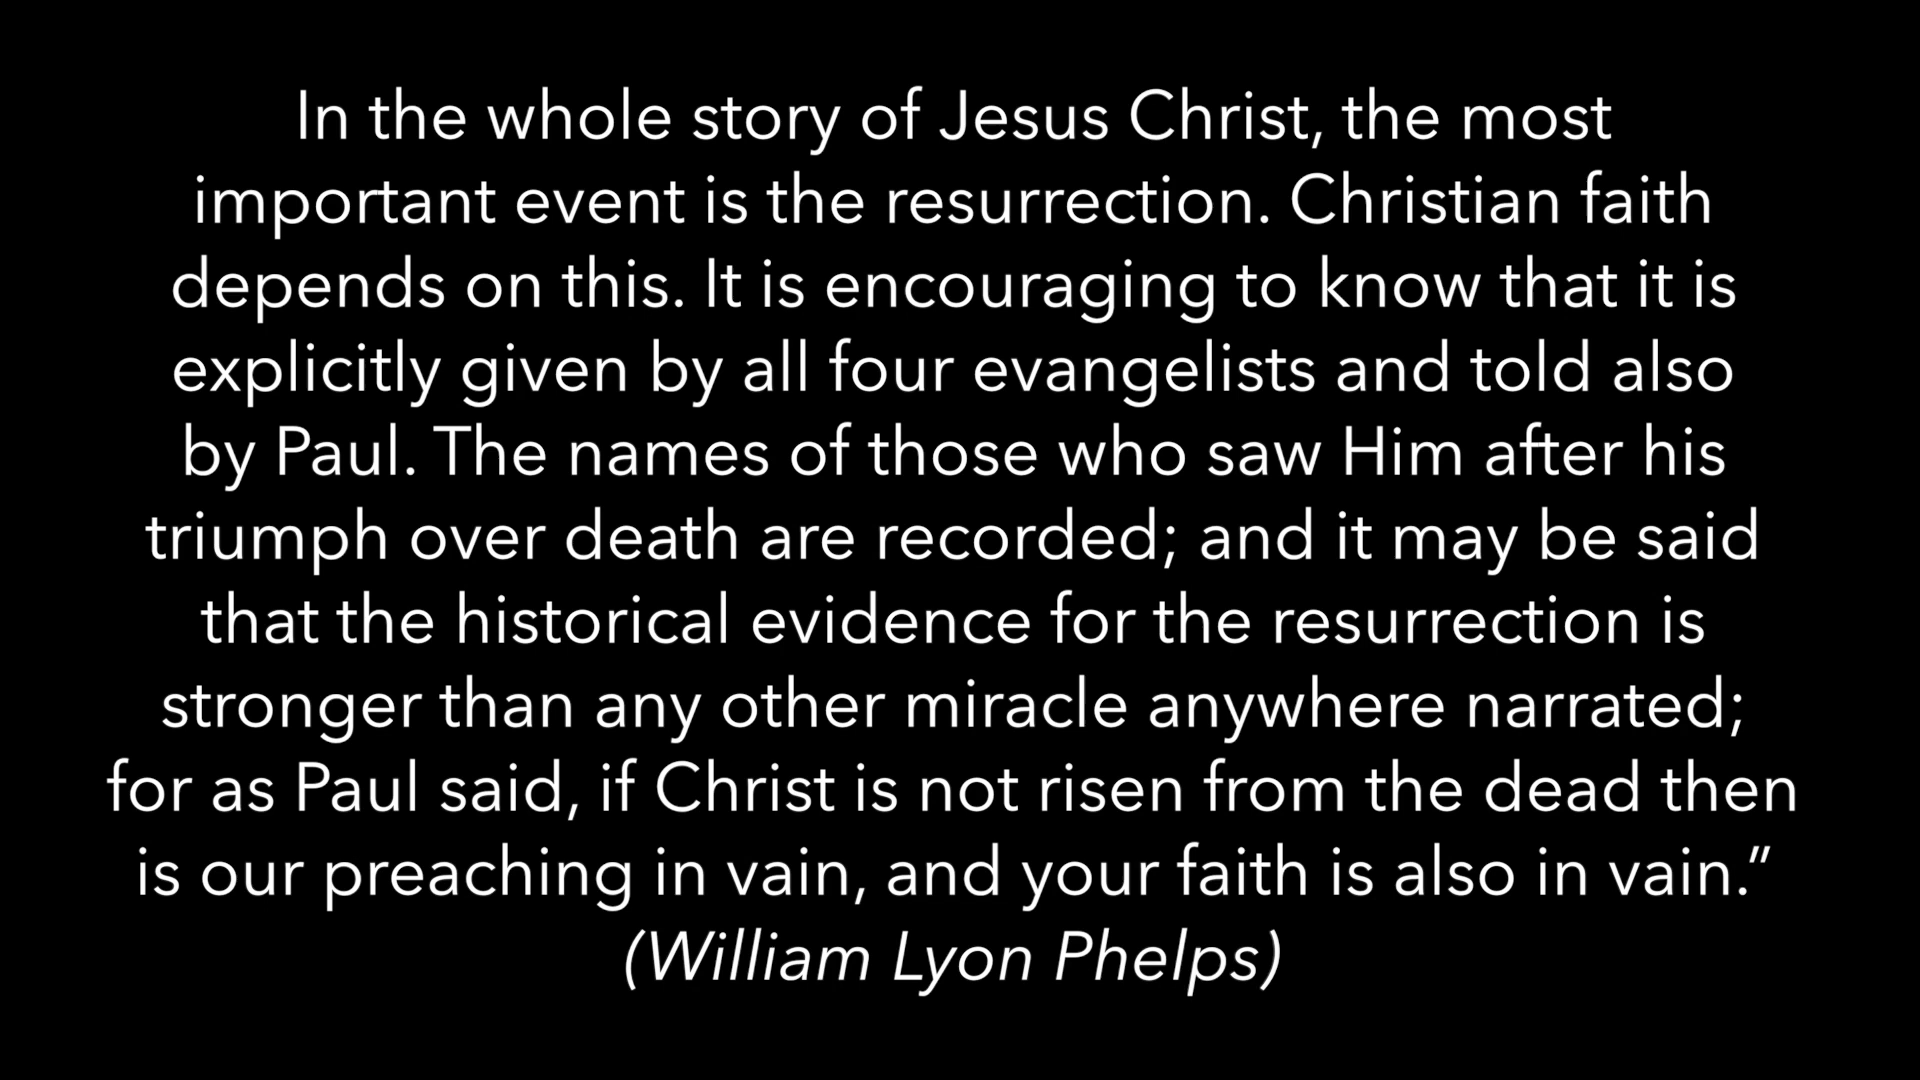 In the whole story of Jesus Christ, the most
important event is the resurrection. Christian faith
depends on this. It is encouraging to know that it is
explicitly given by all four evangelists and told also
by Paul. The names of those who saw Him after his
triumph over death are recorded; and it may be said
that the historical evidence for the resurrection is
stronger than any other miracle anywhere narrated;
for as Paul said, if Christ is not risen from the dead then
is our preaching in vain, and your faith is also in vain.”
(William Lyon Phelps)